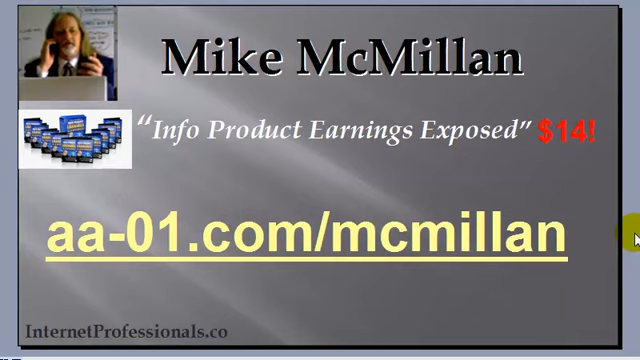 Mike McMillan
“Info Product Earnings Exposed” $14!
aa-01.com/mcmillan
InternetProfessionals.co